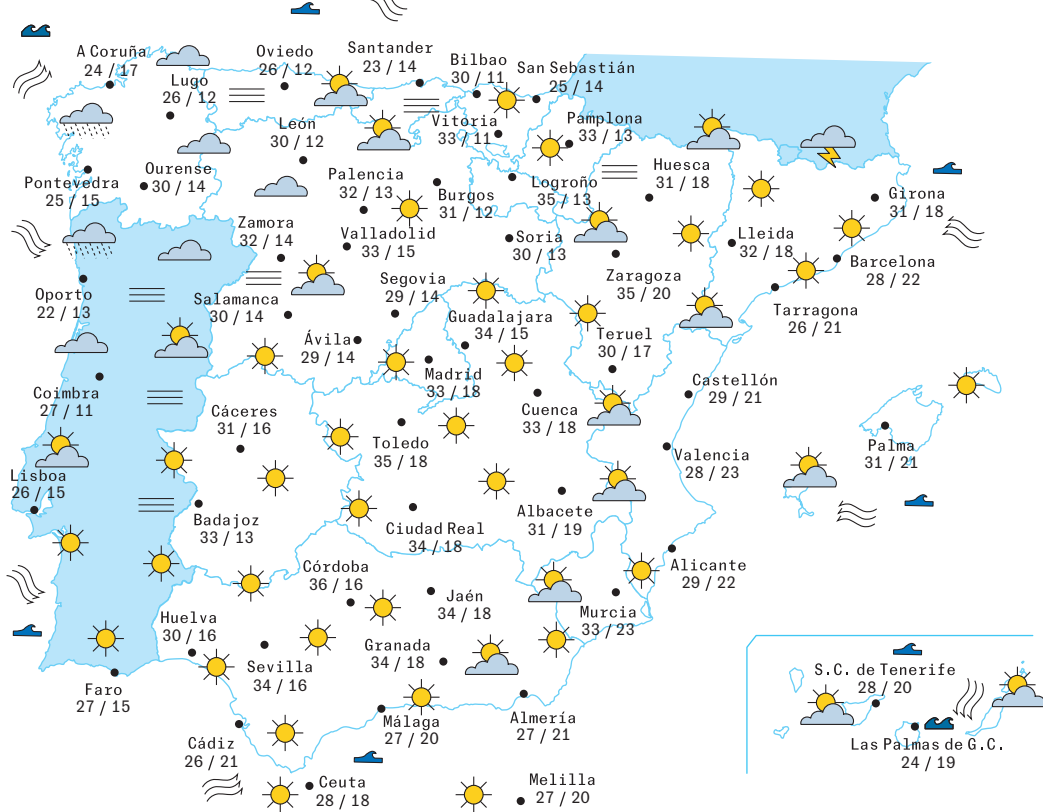 A Coruña
24 / 17
Lugo
26 / 12
Oviedo
26 / 12
Santander
23 / 14
Bilbao
30 / 11
San Sebastián
25 / 14
Vitoria
33 / 11
Pamplona
33 / 13
León
30 / 12
Palencia
32 / 13
Burgos
31 / 12
Logroño
35 / 13
Huesca
31 / 18
Girona
31 / 18
Pontevedra
25 / 15
Ourense
30 / 14
Zamora
32 / 14
Valladolid
33 / 15
Soria
30 / 13
Zaragoza
35 / 20
Lleida
32 / 18
Barcelona
28 / 22
Tarragona
26 / 21
Oporto
22 / 13
Salamanca
30 / 14
Segovia
29 / 14
Ávila
29 / 14
Guadalajara
34 / 15
Madrid
33 / 18
Teruel
30 / 17
Castellón
29 / 21
Coimbra
27 / 11
Cáceres
31 / 16
Toledo
35 / 18
Cuenca
33 / 18
Valencia
28 / 23
Palma
31 / 21
Lisboa
26 / 15
Badajoz
33 / 13
Ciudad Real
34 / 18
Albacete
31 / 19
Alicante
29 / 22
Córdoba
36 / 16
Jaén
34 / 18
Murcia
33 / 23
Huelva
30 / 16
Sevilla
34 / 16
Granada
34 / 18
Faro
27 / 15
Cádiz
26 / 21
Málaga
27 / 20
Almería
27 / 21
Ceuta
28 / 18
Melilla
27 / 20
S.C. de Tenerife
28 / 20
Las Palmas de G.C.
24 / 19